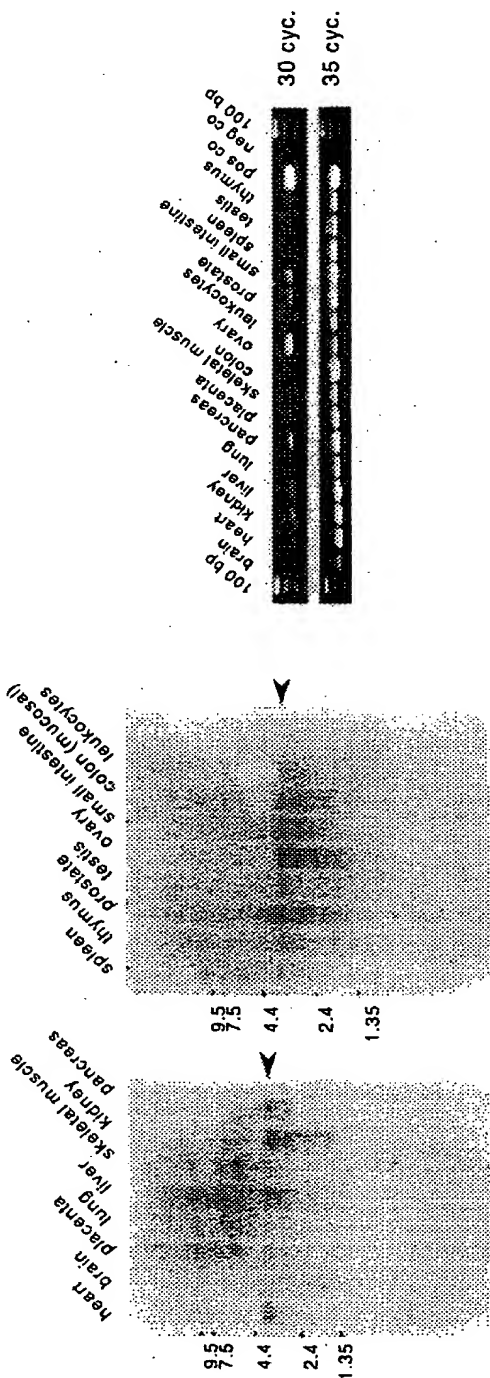 heart
brain
placenta
lung
liver
skeletal muscle
kidney
pancreas
9.5
7.5
4.4
2.4
1.35
spleen
thymus
prostate
testis
ovary
small intestine
colon (mucosal)
leukocytes
9.5
7.5
4.4
2.4
1.35
100 bp
brain
heart
kidney
liver
lung
pancreas
placenta
skeletal muscle
colon
ovary
leukocytes
prostate
small intestine
spleen
testis
thymus
pos co
neg co
100 bp
30 cyc.
35 cyc.